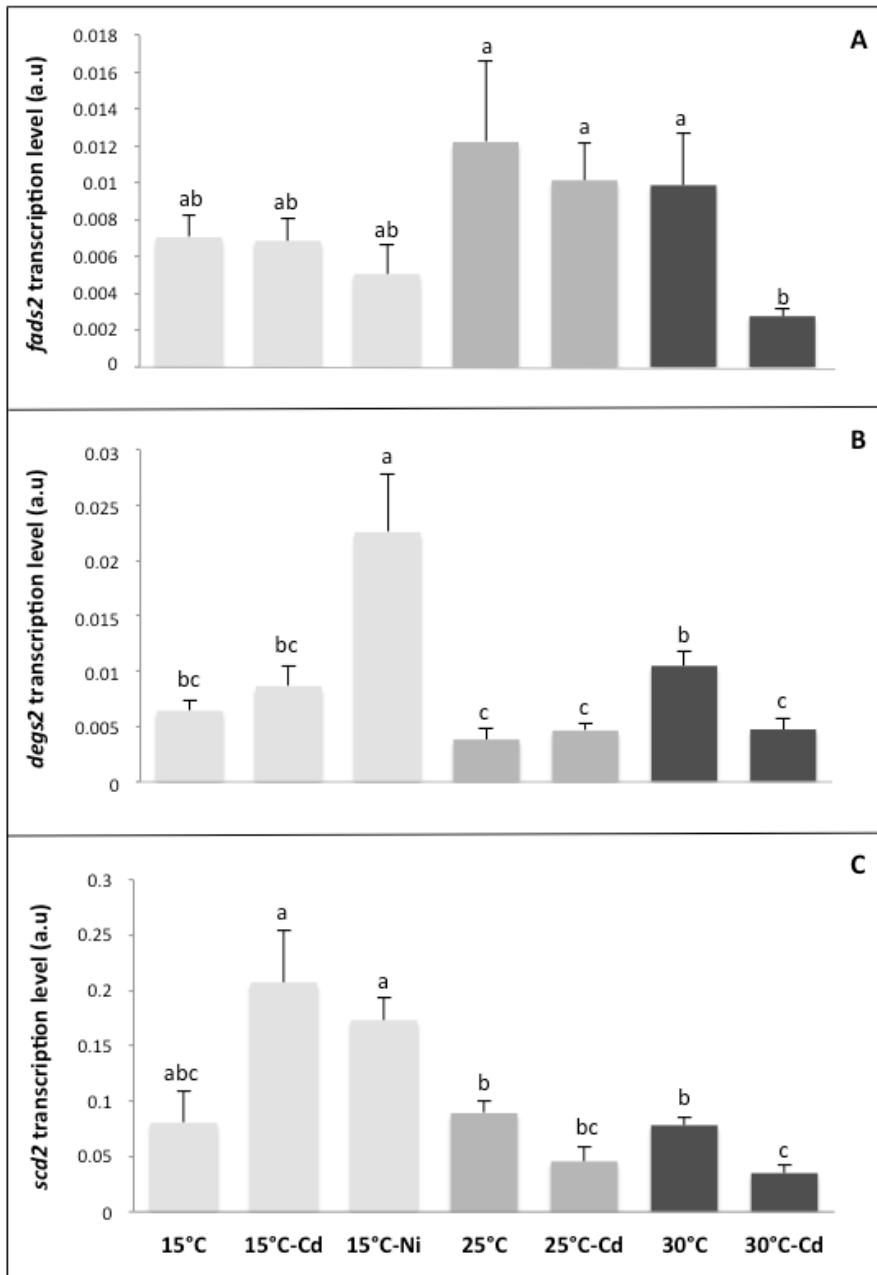 A
fads2 transcription level (a.u)
0.018
0.016
0.014
0.012
0.01
0.008
0.006
0.004
0.002
0
ab
ab
ab
a
a
a
b
B
degs2 transcription level (a.u)
0.03
0.025
0.02
0.015
0.01
0.005
0
bc
bc
a
c
c
b
c
C
scd2 transcription level (a.u)
0.3
0.25
0.2
0.15
0.1
0.05
0
abc
a
a
b
bc
b
c
15°C 15°C-Cd 15°C-Ni 25°C 25°C-Cd 30°C 30°C-Cd